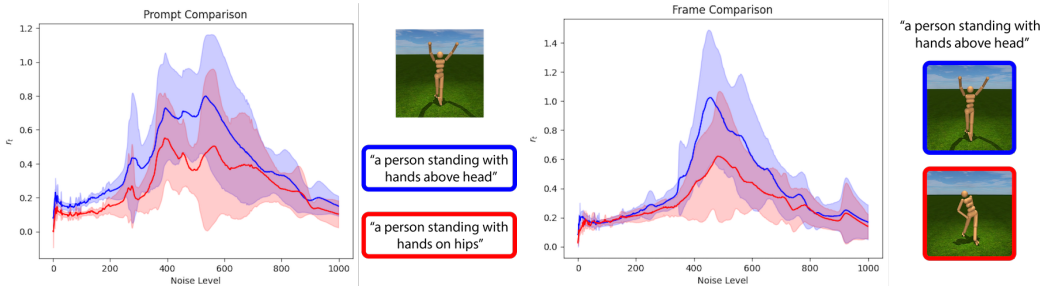 Prompt Comparison
1.2
1.0
0.8
0.6
0.4
0.2
0.0
r_t
0
200
400
600
800
1000
Noise Level
“a person standing with
hands above head”
“a person standing with
hands on hips”
Frame Comparison
1.4
1.2
1.0
0.8
0.6
0.4
0.2
0.0
r_t
0
200
400
600
800
1000
Noise Level
“a person standing with
hands above head”